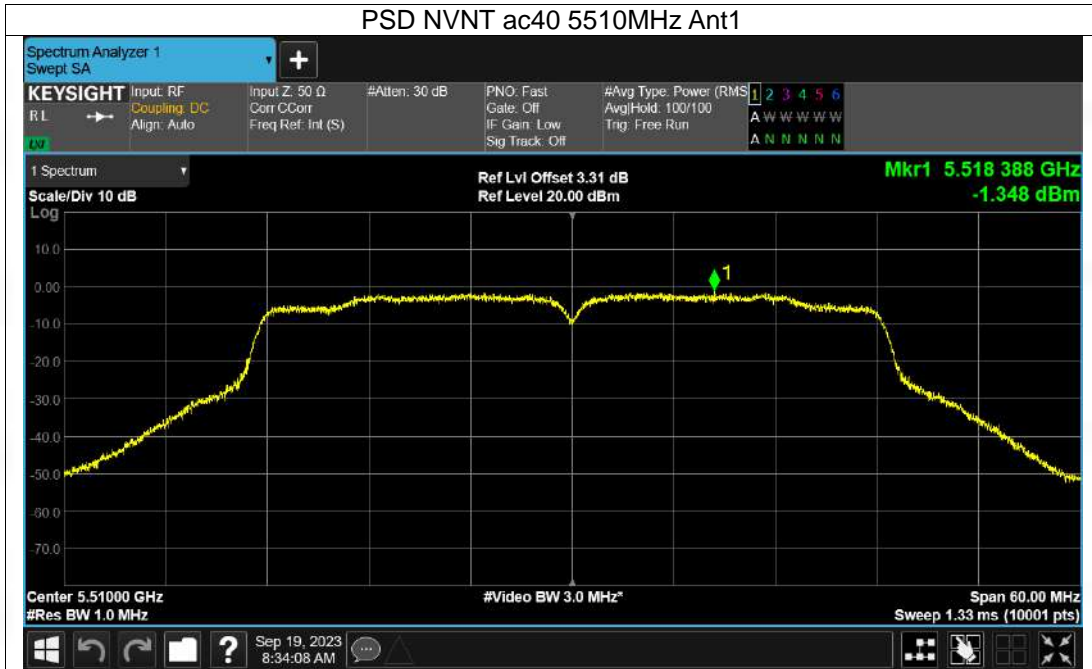 PSD NVNT ac40 5510MHz Ant1
Spectrum Analyzer 1
Swept SA
+
KEYSIGHT
R L
LXI
Input: RF
Coupling: DC
Align: Auto
Input Z: 50 Ω
Corr CCorr
Freq Ref: Int (S)
#Atten: 30 dB
PNO: Fast
Gate: Off
IF Gain: Low
Sig Track: Off
#Avg Type: Power (RMS
Avg|Hold: 100/100
Trig: Free Run
1 2 3 4 5 6
A W W W W W
A N N N N N
1 Spectrum
Scale/Div 10 dB
Log
Ref Lvl Offset 3.31 dB
Ref Level 20.00 dBm
Mkr1 5.518 388 GHz
-1.348 dBm
10.0
0.00
-10.0
-20.0
-30.0
-40.0
-50.0
-60.0
-70.0
1
Center 5.51000 GHz
#Res BW 1.0 MHz
#Video BW 3.0 MHz*
Span 60.00 MHz
Sweep 1.33 ms (10001 pts)
?
Sep 19, 2023
8:34:08 AM